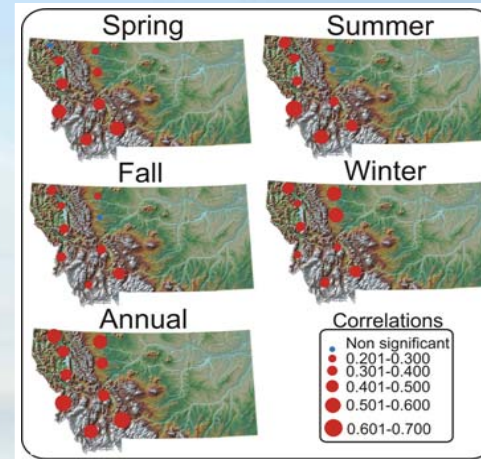 Spring
Summer
Fall
Winter
Annual
Correlations
Non significant
0.201-0.300
0.301-0.400
0.401-0.500
0.501-0.600
0.601-0.700